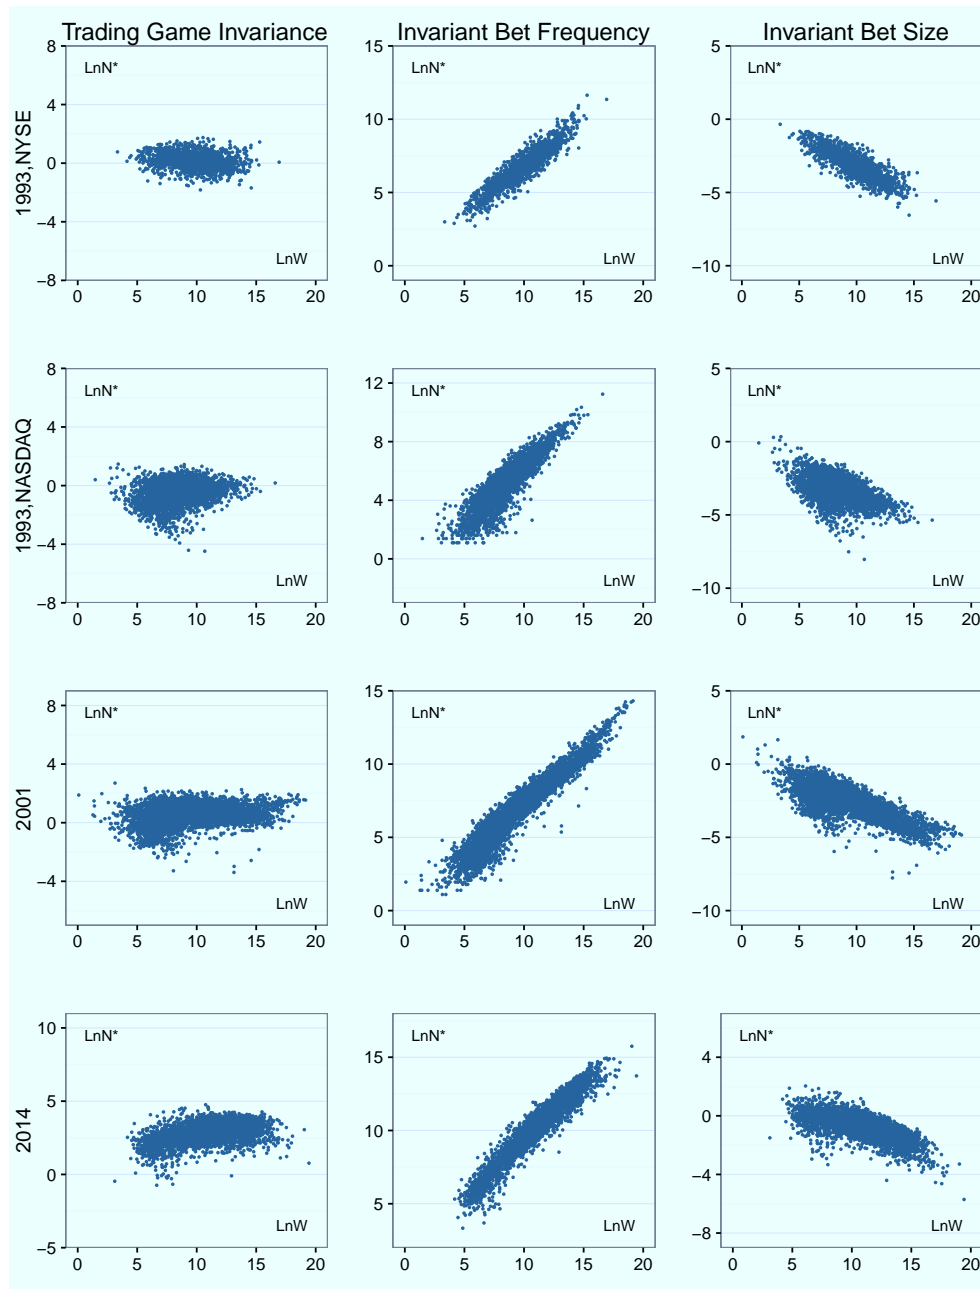 Trading Game Invariance Invariant Bet Frequency Invariant Bet Size
1993,NYSE
8
4
0
−4
−8
LnN*
LnW
0 5 10 15 20
15
10
5
0
LnN*
LnW
0 5 10 15 20
5
0
−5
−10
LnN*
LnW
0 5 10 15 20
1993,NASDAQ
8
4
0
−4
−8
LnN*
LnW
0 5 10 15 20
12
8
4
0
LnN*
LnW
0 5 10 15 20
5
0
−5
−10
LnN*
LnW
0 5 10 15 20
2001
8
4
0
−4
LnN*
LnW
0 5 10 15 20
15
10
5
0
LnN*
LnW
0 5 10 15 20
5
0
−5
−10
LnN*
LnW
0 5 10 15 20
2014
10
5
0
−5
LnN*
LnW
0 5 10 15 20
15
10
5
LnN*
LnW
0 5 10 15 20
4
0
−4
−8
LnN*
LnW
0 5 10 15 20